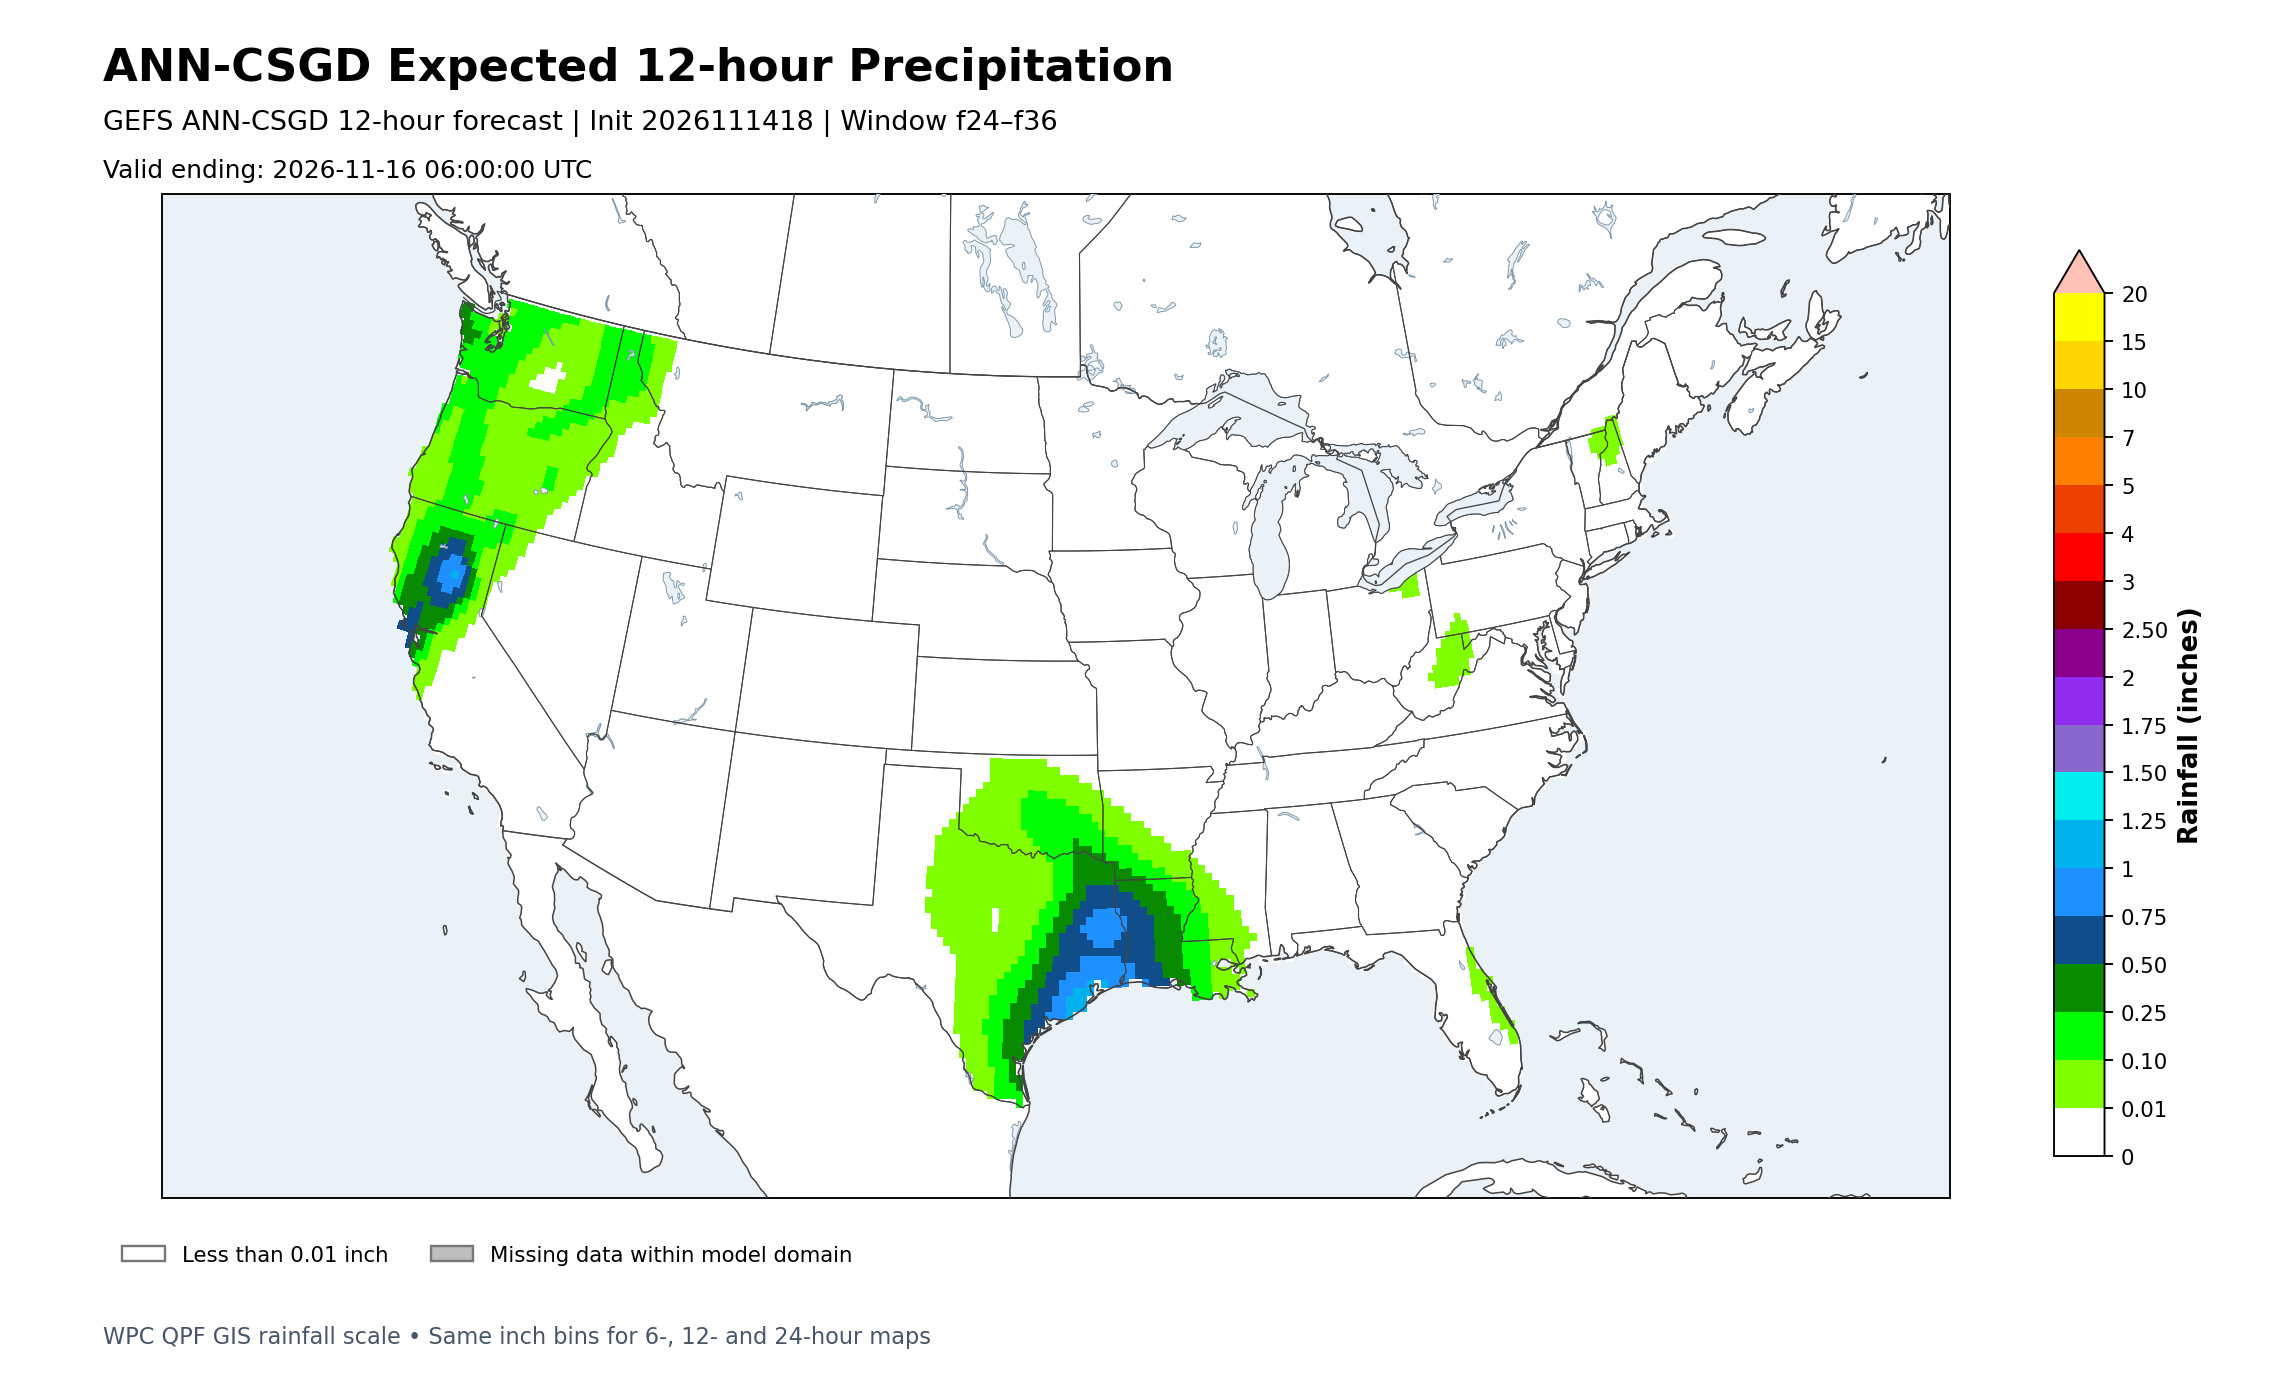 ANN-CSGD Expected 12-hour Precipitation
GEFS ANN-CSGD 12-hour forecast | Init 2026111418 | Window f24–f36
Valid ending: 2026-11-16 06:00:00 UTC
20
15
10
7
5
4
3
2.50
2
1.75
1.50
1.25
1
0.75
0.50
0.25
0.10
0.01
0
Rainfall (inches)
Less than 0.01 inch
Missing data within model domain
WPC QPF GIS rainfall scale • Same inch bins for 6-, 12- and 24-hour maps